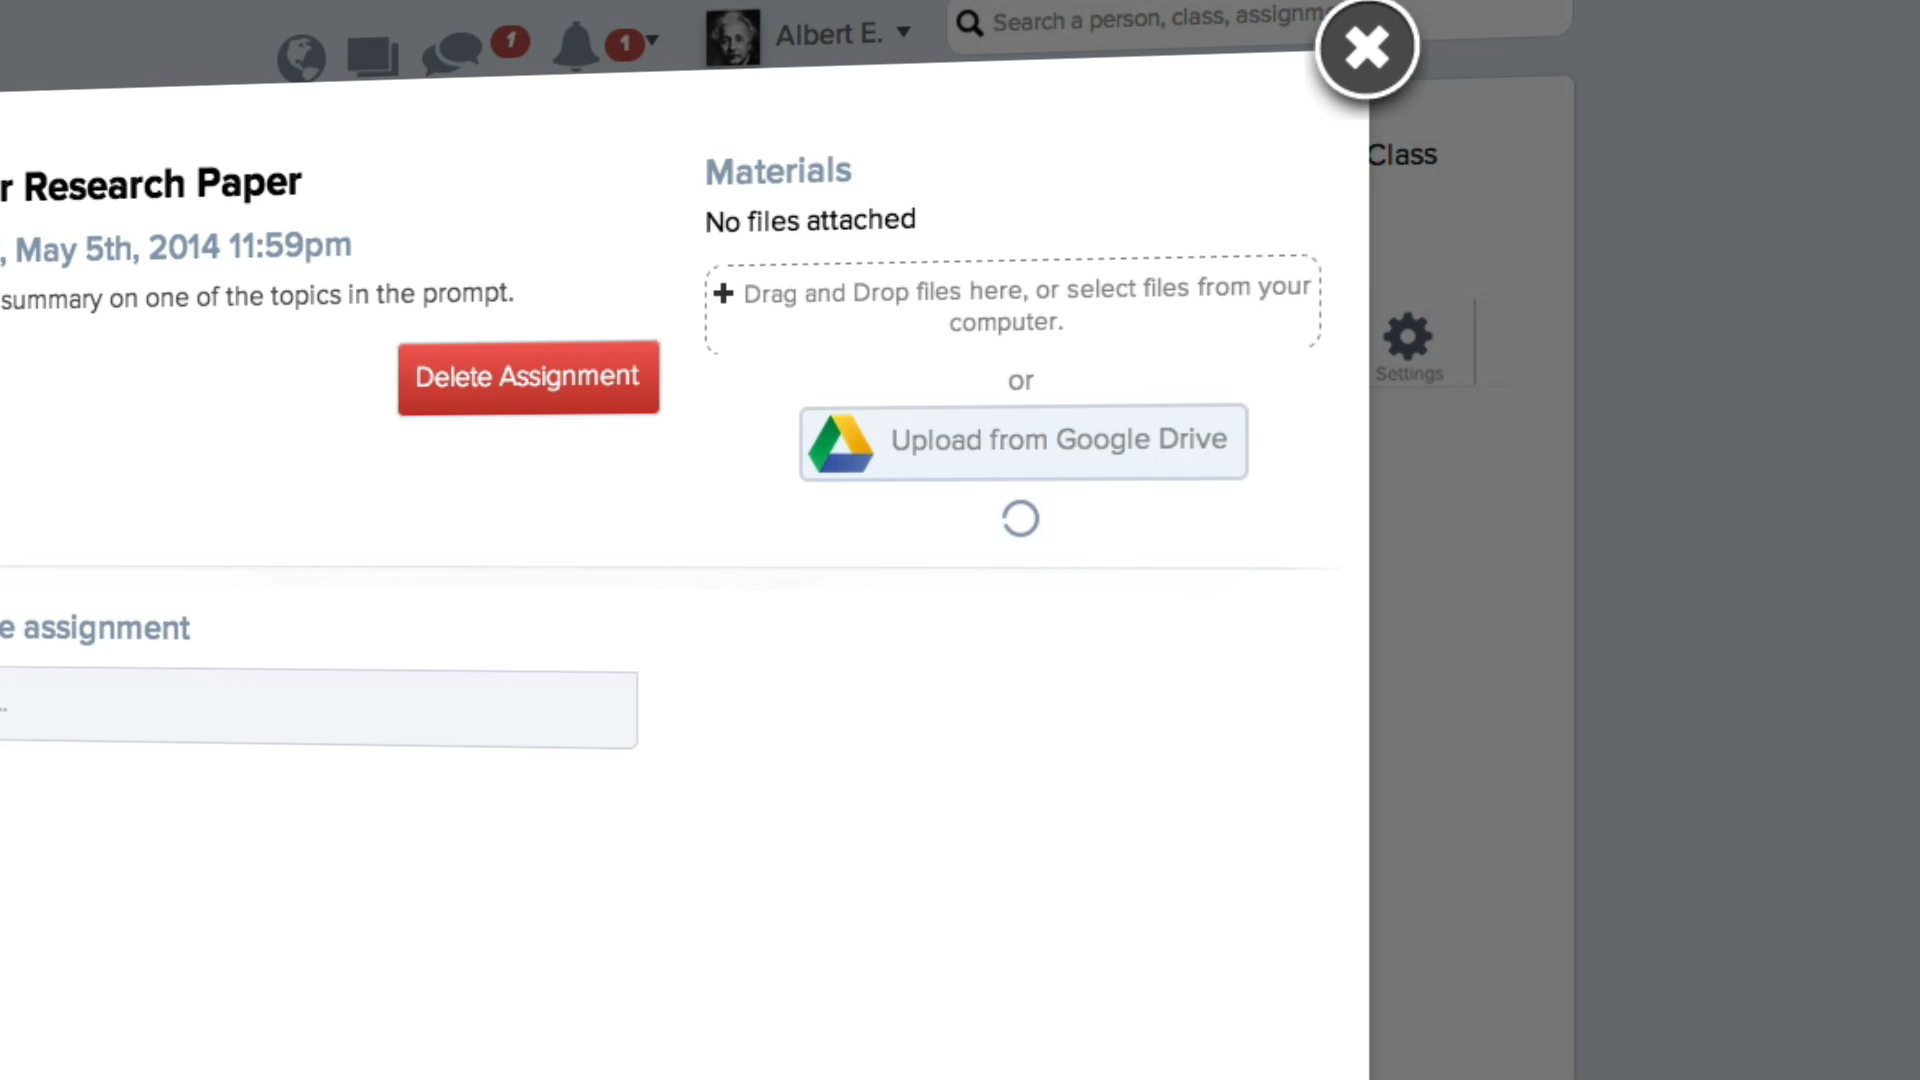 1
1
Albert E.
Search a person, class, assignm
Class
r Research Paper
, May 5th, 2014 11:59pm
summary on one of the topics in the prompt.
Delete Assignment
Materials
No files attached
+ Drag and Drop files here, or select files from your
computer.
or
Upload from Google Drive
Settings
e assignment
..